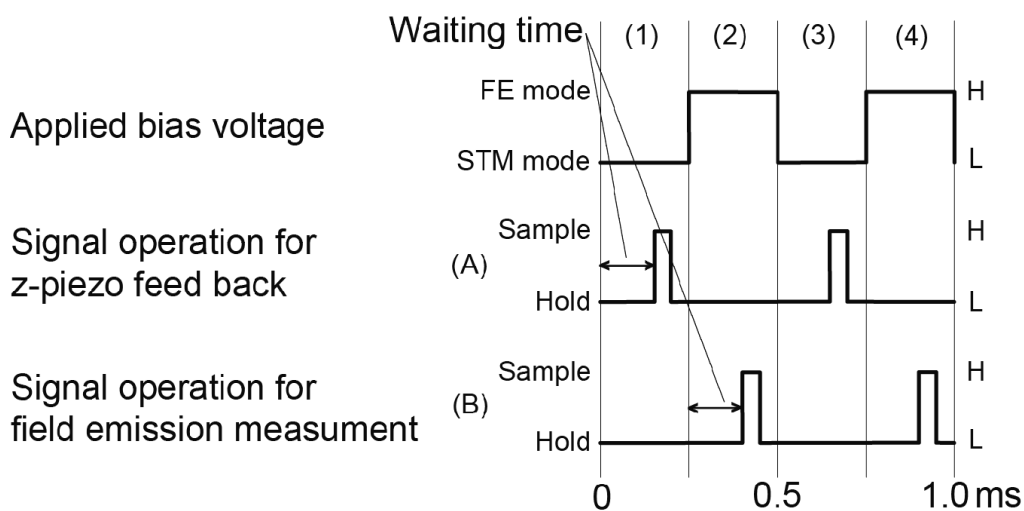 Waiting time
(1) (2) (3) (4)
FE mode H
Applied bias voltage
STM mode L
Sample H
Signal operation for
(A)
z-piezo feed back
Hold L
Sample H
Signal operation for
(B)
field emission measument
Hold L
0 0.5 1.0 ms